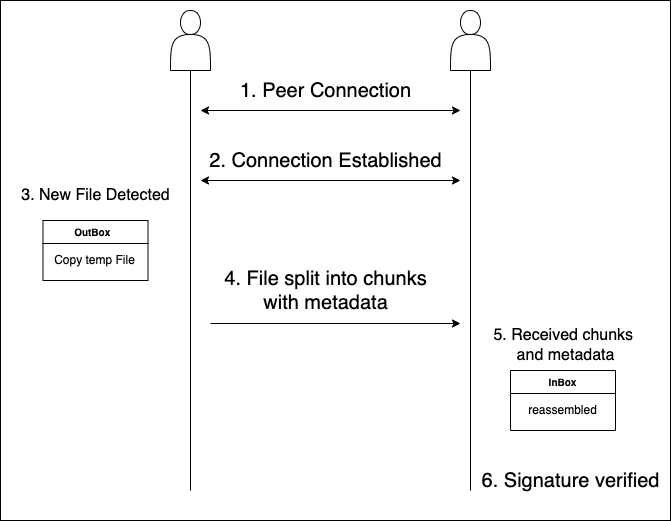 1. Peer Connection
2. Connection Established
3. New File Detected
OutBox
Copy temp File
4. File split into chunks
with metadata
5. Received chunks
and metadata
InBox
reassembled
6. Signature verified